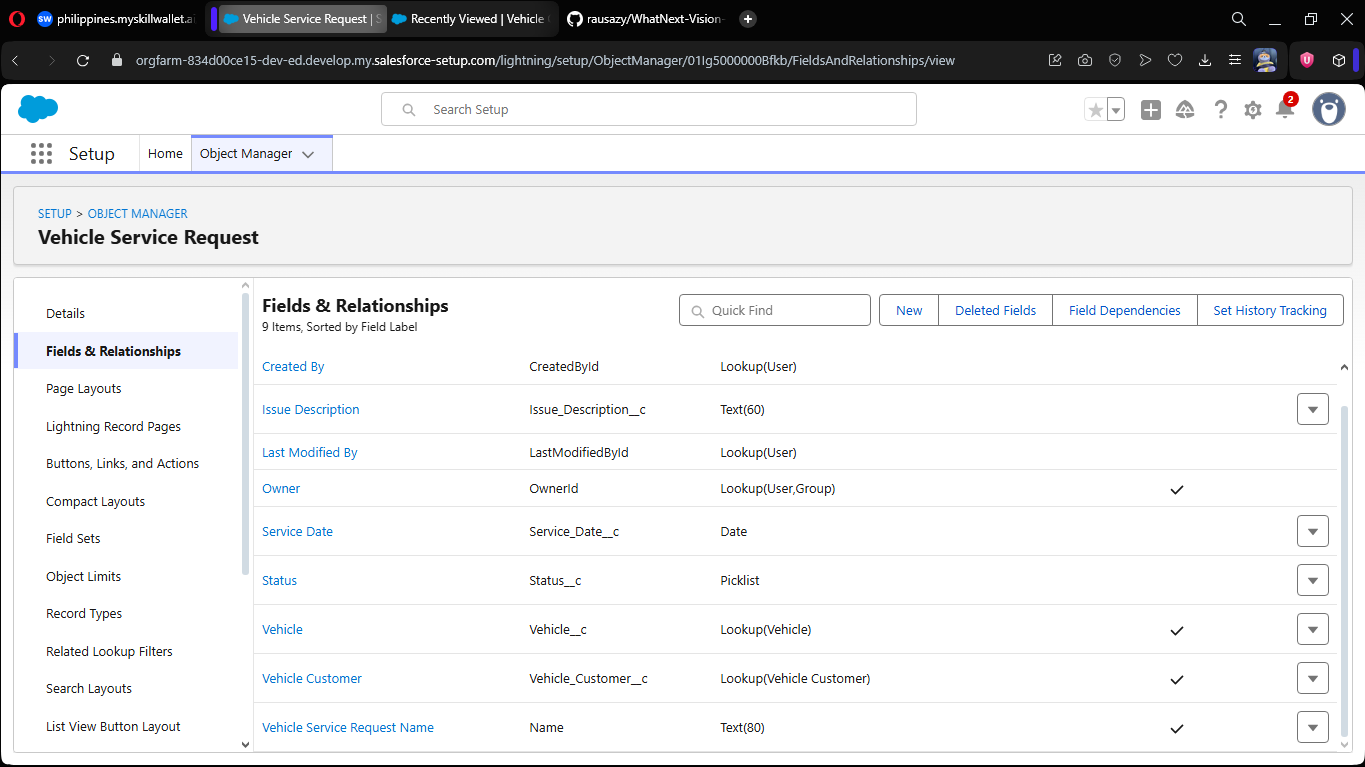 philippines.myskillwallet.ai
Vehicle Service Request | S
Recently Viewed | Vehicle
rausazy/WhatNext-Vision-
orgfarm-834d00ce15-dev-ed.develop.my.salesforce-setup.com/lightning/setup/ObjectManager/01Ig5000000Bfkb/FieldsAndRelationships/view
Search Setup
2
Setup
Home
Object Manager
SETUP > OBJECT MANAGER
Vehicle Service Request
Details
Fields & Relationships
Page Layouts
Lightning Record Pages
Buttons, Links, and Actions
Compact Layouts
Field Sets
Object Limits
Record Types
Related Lookup Filters
Search Layouts
List View Button Layout
Fields & Relationships
9 Items, Sorted by Field Label
Quick Find
New
Deleted Fields
Field Dependencies
Set History Tracking
Created By CreatedById Lookup(User)
Issue Description Issue_Description__c Text(60)
Last Modified By LastModifiedById Lookup(User)
Owner OwnerId Lookup(User,Group)
Service Date Service_Date__c Date
Status Status__c Picklist
Vehicle Vehicle__c Lookup(Vehicle)
Vehicle Customer Vehicle_Customer__c Lookup(Vehicle Customer)
Vehicle Service Request Name Name Text(80)